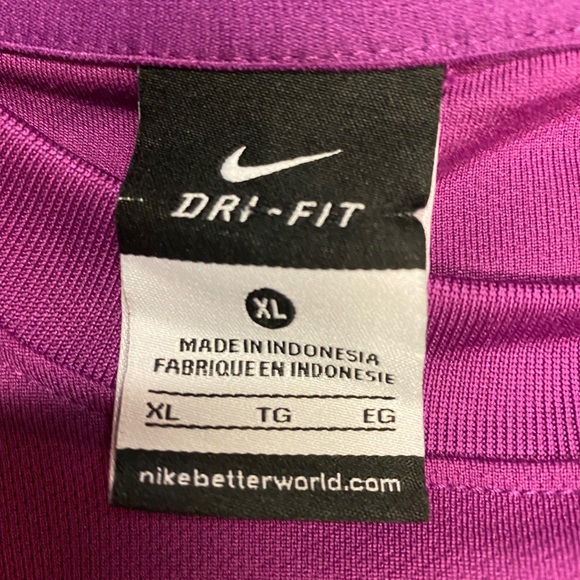 DRI-FIT
XL
MADE IN INDONESIA
FABRIQUE EN INDONESIE
XL TG EG
nikebetterworld.com